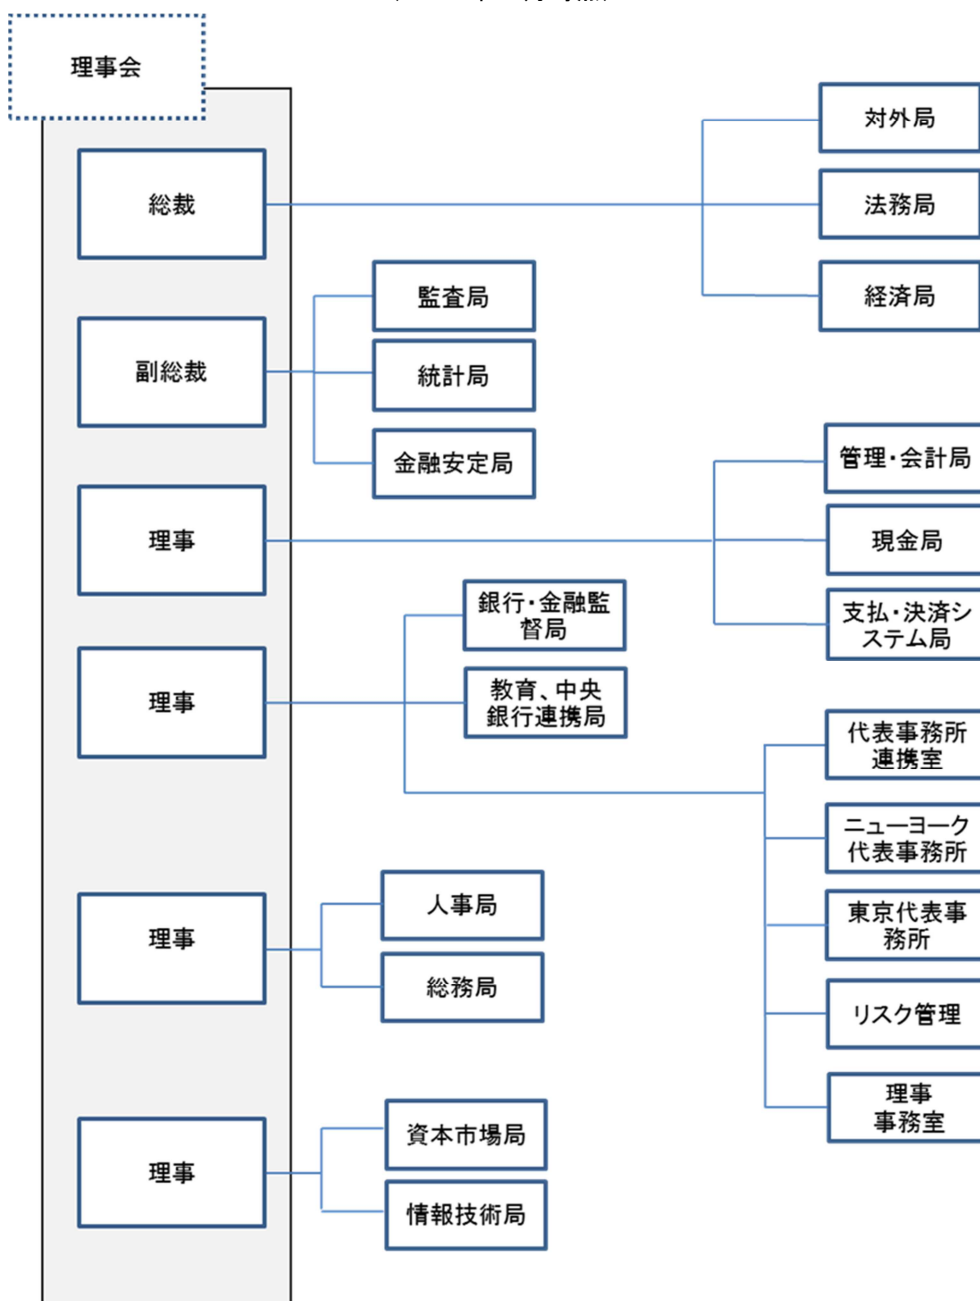 理事会
総裁
対外局
法務局
経済局
副総裁
監査局
統計局
金融安定局
理事
管理・会計局
現金局
支払・決済シ
ステム局
理事
銀行・金融監
督局
教育、中央
銀行連携局
代表事務所
連携室
ニューヨーク
代表事務所
東京代表事
務所
リスク管理
理事
事務室
理事
人事局
総務局
理事
資本市場局
情報技術局